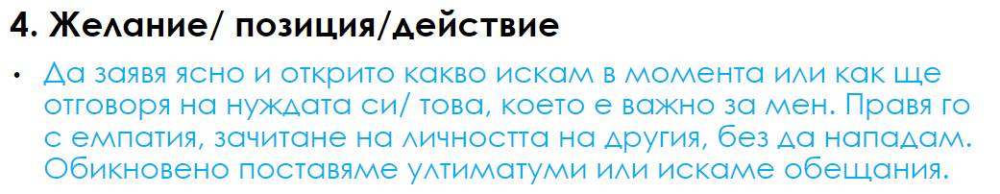 4. Желание/ позиция/действие
• Да заявя ясно и открито какво искам в момента или как ще
отговоря на нуждата си/ това, което е важно за мен. Правя го
с емпатия, зачитане на личността на другия, без да нападам.
Обикновено поставяме ултиматуми или искаме обещания.